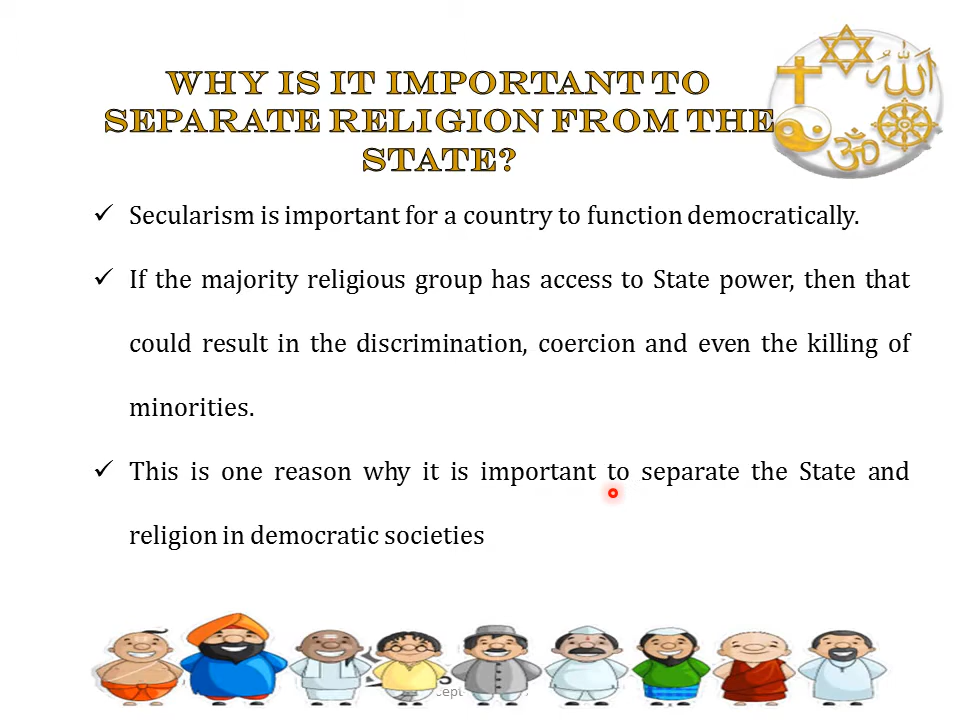 WHY IS IT IMPORTANT TO
SEPARATE RELIGION FROM THE
STATE?
✓ Secularism is important for a country to function democratically.
✓ If the majority religious group has access to State power, then that
could result in the discrimination, coercion and even the killing of
minorities.
✓ This is one reason why it is important to separate the State and
religion in democratic societies